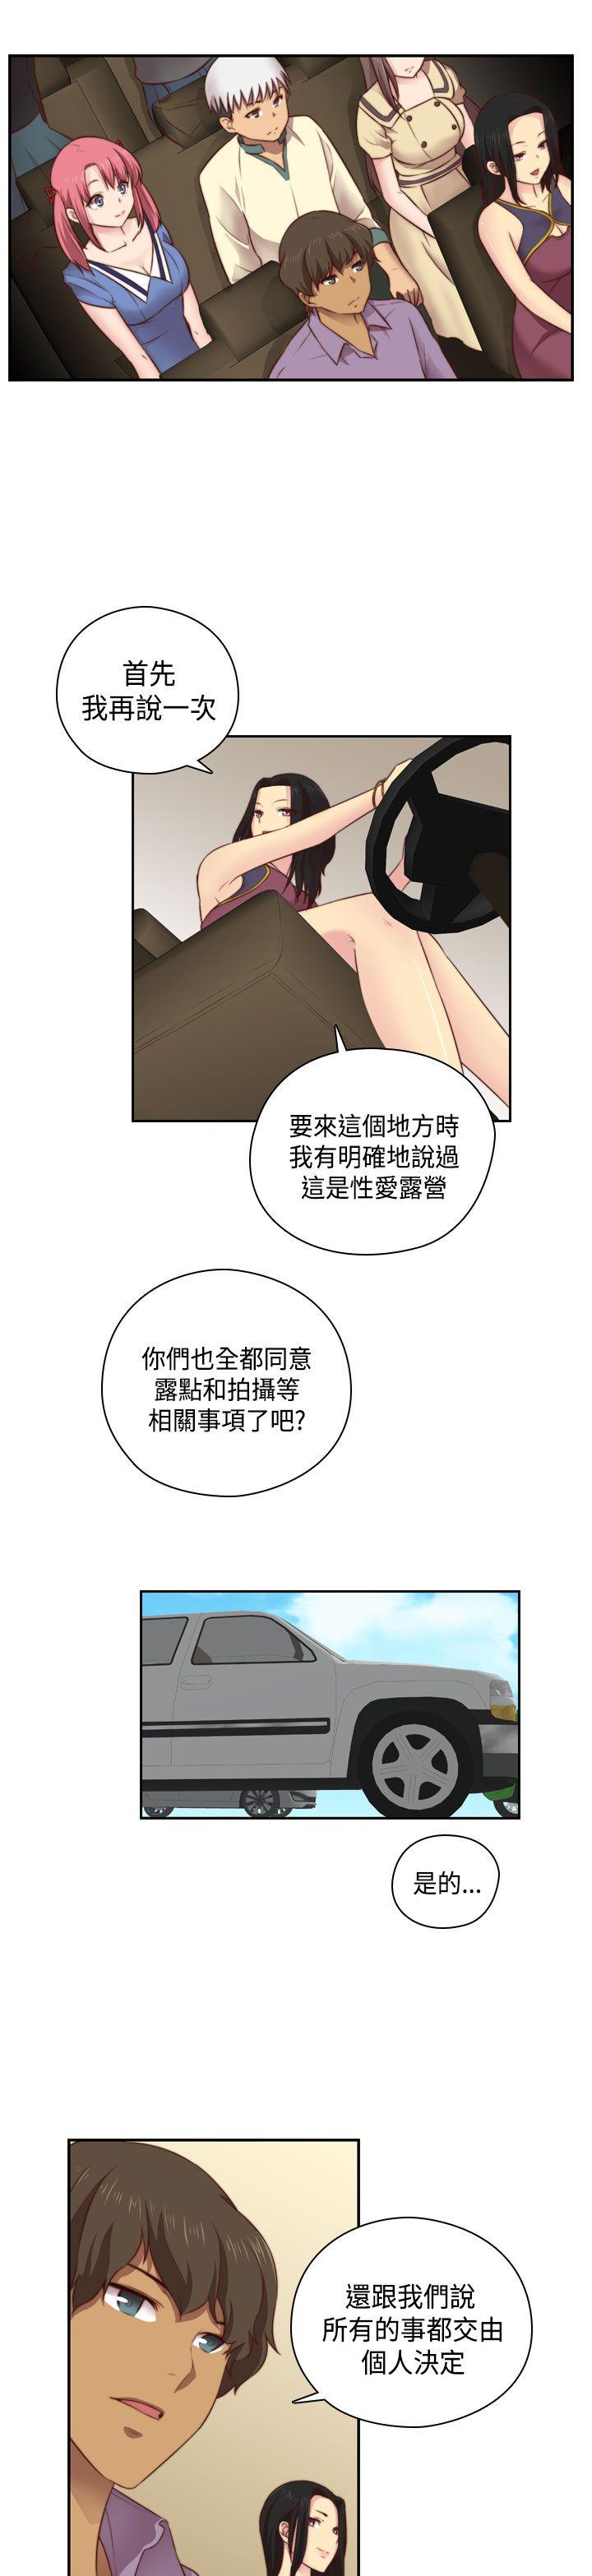 首先
我再說一次
要來這個地方時
我有明確地說過
這是性愛露營
你們也全都同意
露點和拍攝等
相關事項了吧?
是的...
還跟我們說
所有的事都交由
個人決定